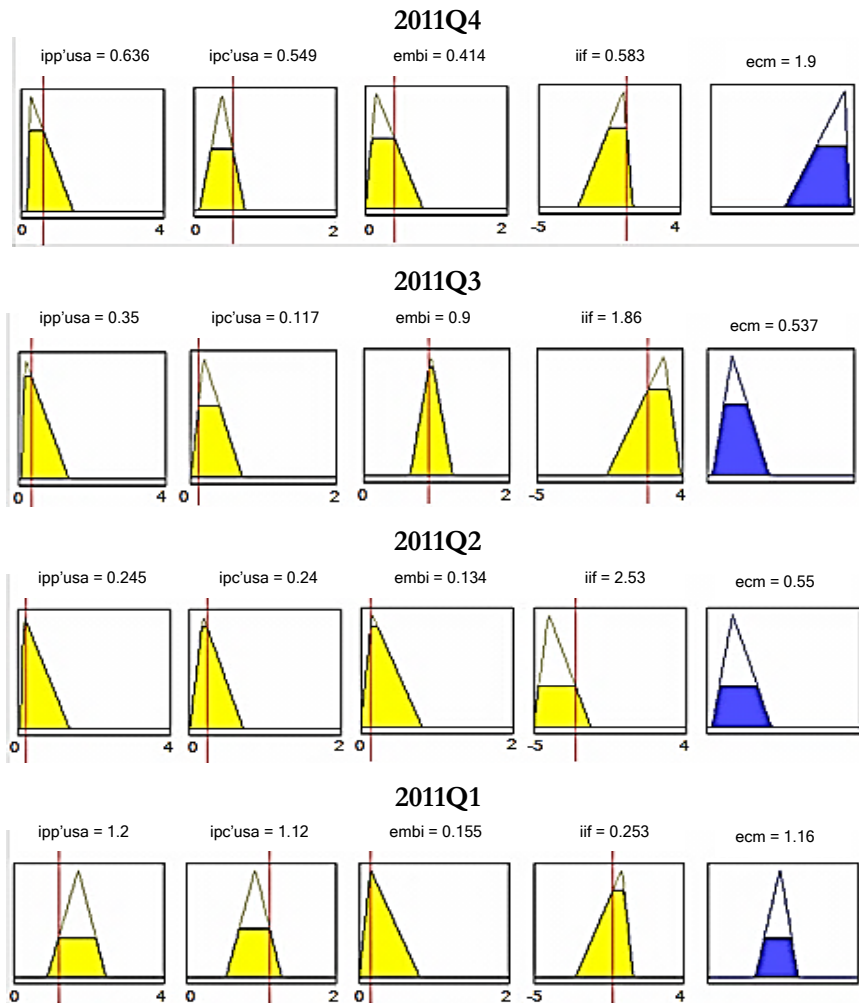 2011Q4
ipp'usa = 0.636 ipc'usa = 0.549 embi = 0.414 iif = 0.583 ecm = 1.9
0 4 0 2 0 2 -5 4
2011Q3
ipp'usa = 0.35 ipc'usa = 0.117 embi = 0.9 iif = 1.86 ecm = 0.537
0 4 0 2 0 2 -5 4
2011Q2
ipp'usa = 0.245 ipc'usa = 0.24 embi = 0.134 iif = 2.53 ecm = 0.55
0 4 0 2 0 2 -5 4
2011Q1
ipp'usa = 1.2 ipc'usa = 1.12 embi = 0.155 iif = 0.253 ecm = 1.16
0 4 0 2 0 2 -5 4